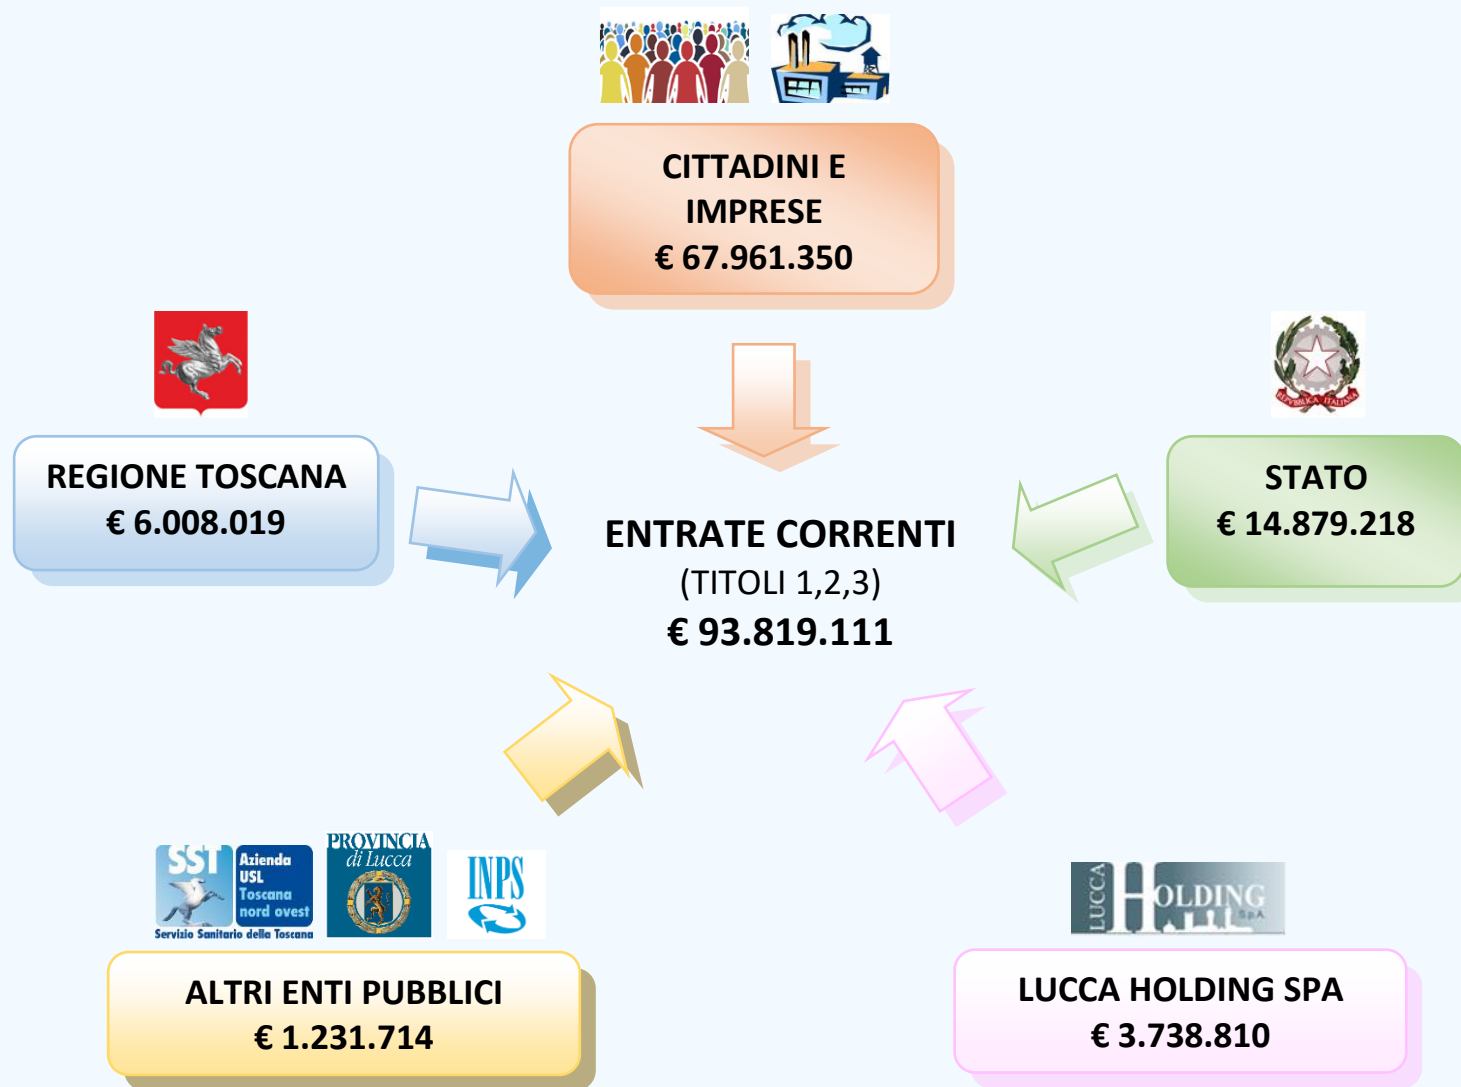 CITTADINI E
IMPRESE
€ 67.961.350
REPVBBLICA ITALIANA
REGIONE TOSCANA
€ 6.008.019
STATO
€ 14.879.218
ENTRATE CORRENTI
(TITOLI 1,2,3)
€ 93.819.111
SST
Azienda
USL
Toscana
nord ovest
Servizio Sanitario della Toscana
PROVINCIA
di Lucca
INPS
LUCCA
HOLDING
S.p.A.
ALTRI ENTI PUBBLICI
€ 1.231.714
LUCCA HOLDING SPA
€ 3.738.810